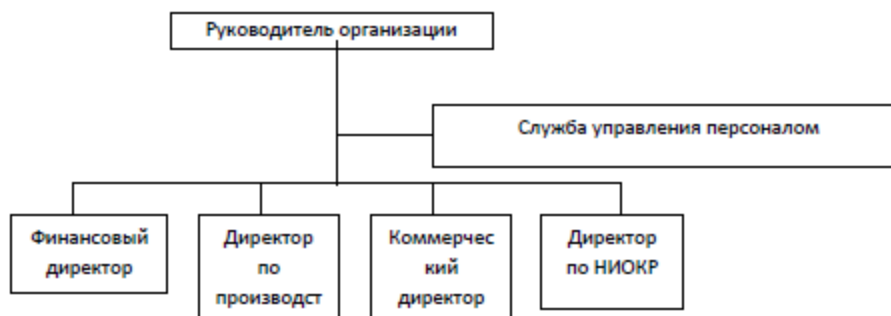 Руководитель организации
Служба управления персоналом
Финансовый
директор
Директор
по
производст
Коммерчес
кий
директор
Директор
по НИОКР